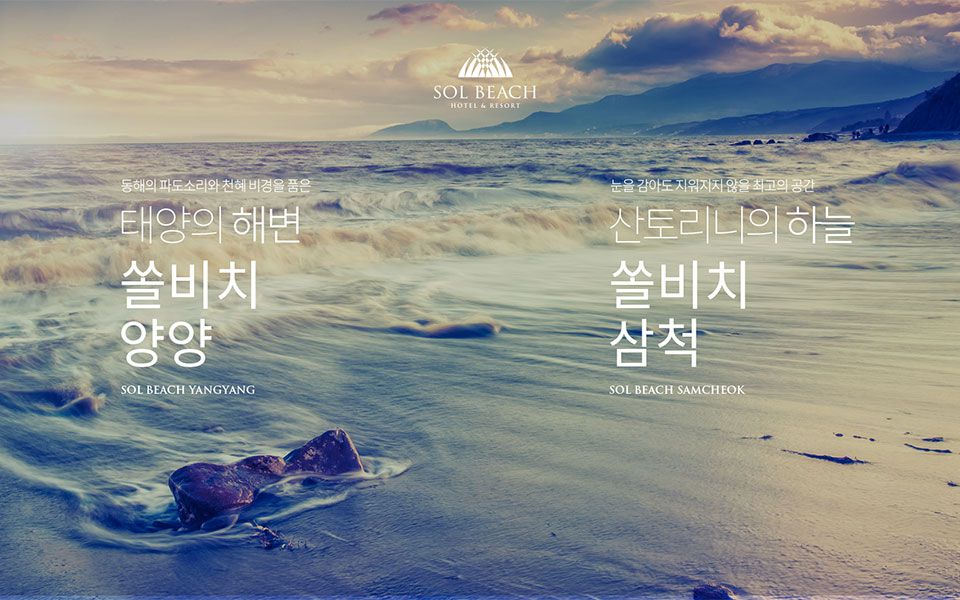 SOL BEACH
HOTEL & RESORT
동해의 파도소리와 천혜 비경을 품은
태양의 해변
쏠비치
양양
SOL BEACH YANGYANG
눈을 감아도 지워지지 않을 최고의 공간
산토리니의 하늘
쏠비치
삼척
SOL BEACH SAMCHEOK